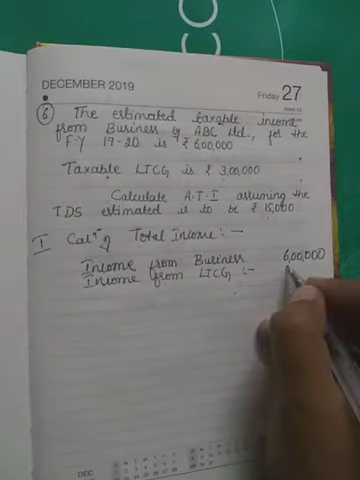 DECEMBER 2019
Friday 27
6 The estimated taxable income
from Business of ABC Ltd., for the
F.Y 19-20 is ₹ 6,00,000
Taxable LTCG is ₹ 3,00,000
Calculate A.T.I assuming the
TDS estimated is to be ₹ 15,000
I Calⁿ of Total Income :-
Income from Business 6,00,000
Income from LTCG :-
DEC